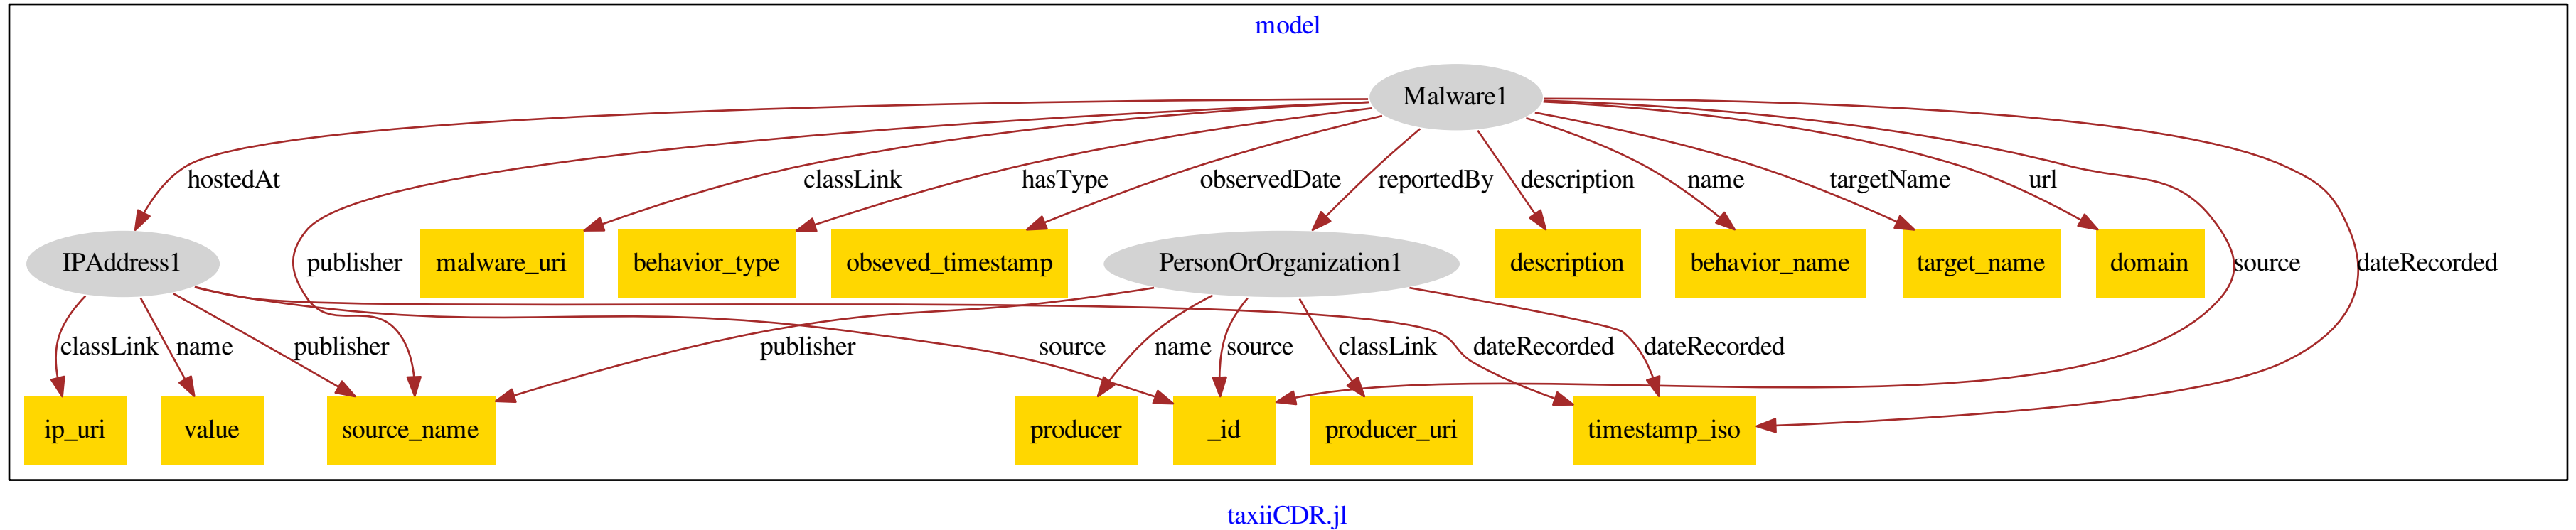 model
Malware1
hostedAt
classLink
hasType
observedDate
reportedBy
description
name
targetName
url
IPAddress1
publisher
malware_uri
behavior_type
obseved_timestamp
PersonOrOrganization1
description
behavior_name
target_name
domain
source
dateRecorded
classLink
name
publisher
publisher
source
name
source
classLink
dateRecorded
dateRecorded
ip_uri
value
source_name
producer
_id
producer_uri
timestamp_iso
taxiiCDR.jl